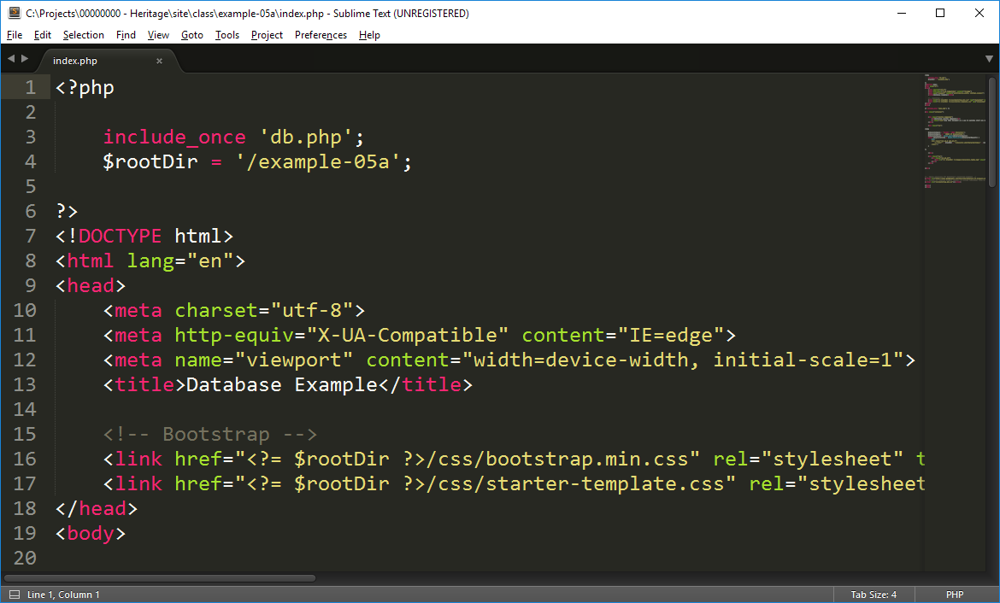 C:\Projects\00000000 - Heritage\site\class\example-05a\index.php - Sublime Text (UNREGISTERED)
File Edit Selection Find View Goto Tools Project Preferences Help
index.php ×
1 <?php
2
3 include_once 'db.php';
4 $rootDir = '/example-05a';
5
6 ?>
7 <!DOCTYPE html>
8 <html lang="en">
9 <head>
10 <meta charset="utf-8">
11 <meta http-equiv="X-UA-Compatible" content="IE=edge">
12 <meta name="viewport" content="width=device-width, initial-scale=1">
13 <title>Database Example</title>
14
15 <!-- Bootstrap -->
16 <link href="<?= $rootDir ?>/css/bootstrap.min.css" rel="stylesheet" t
17 <link href="<?= $rootDir ?>/css/starter-template.css" rel="stylesheet
18 </head>
19 <body>
20
Line 1, Column 1 Tab Size: 4 PHP